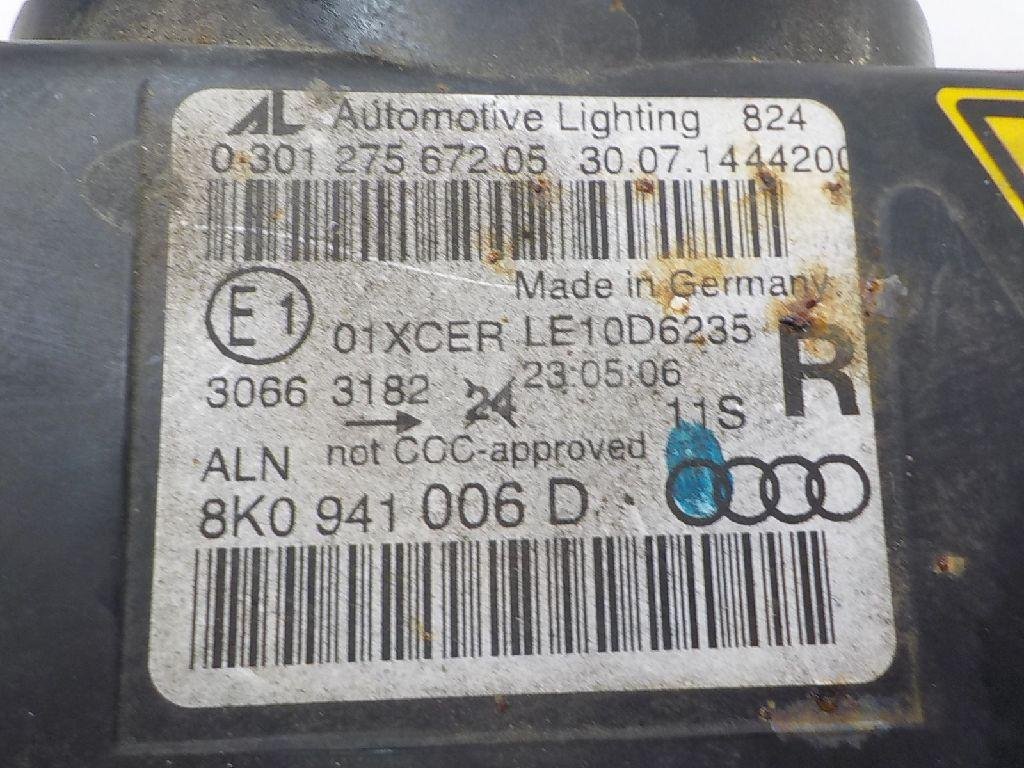 AL Automotive Lighting 824
0 301 275 672 05 30.07.1444200
Made in Germany
E1 01XCER LE10D6235 R
3066 3182 24 23:05:06
11S
ALN not CCC-approved
8K0 941 006 D